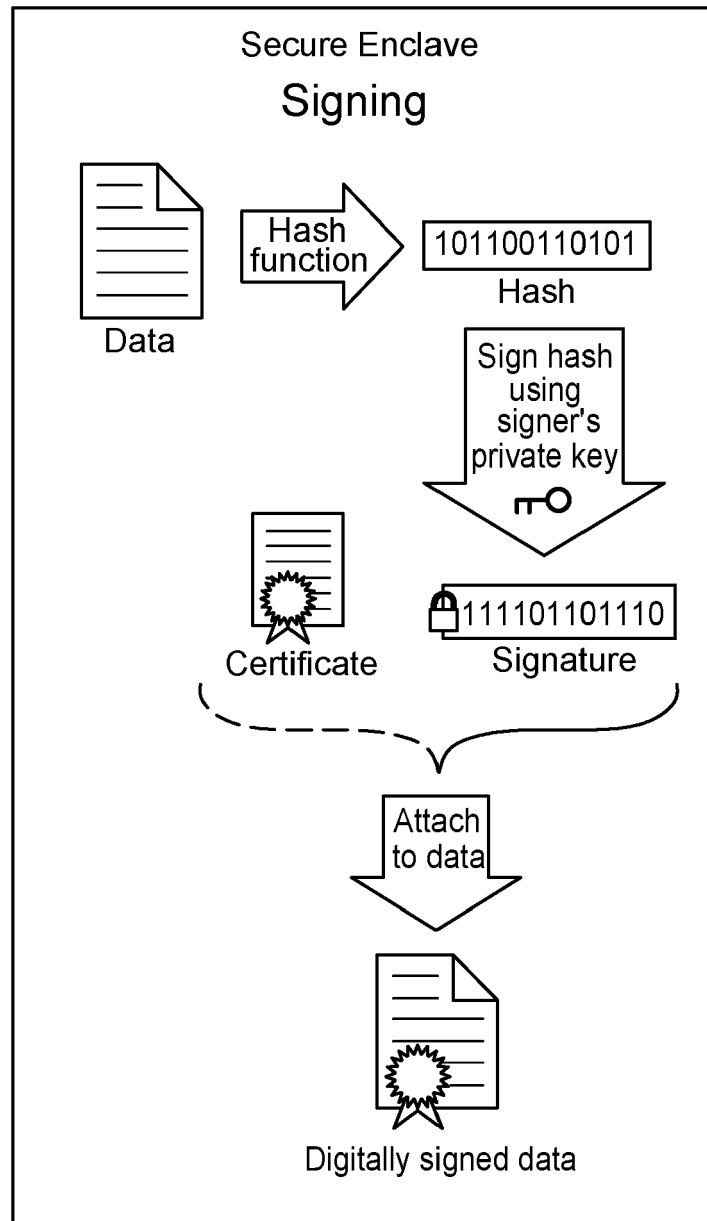 Secure Enclave
Signing
Hash
function
101100110101
Hash
Data
Sign hash
using
signer's
private key
111101101110
Certificate
Signature
Attach
to data
Digitally signed data